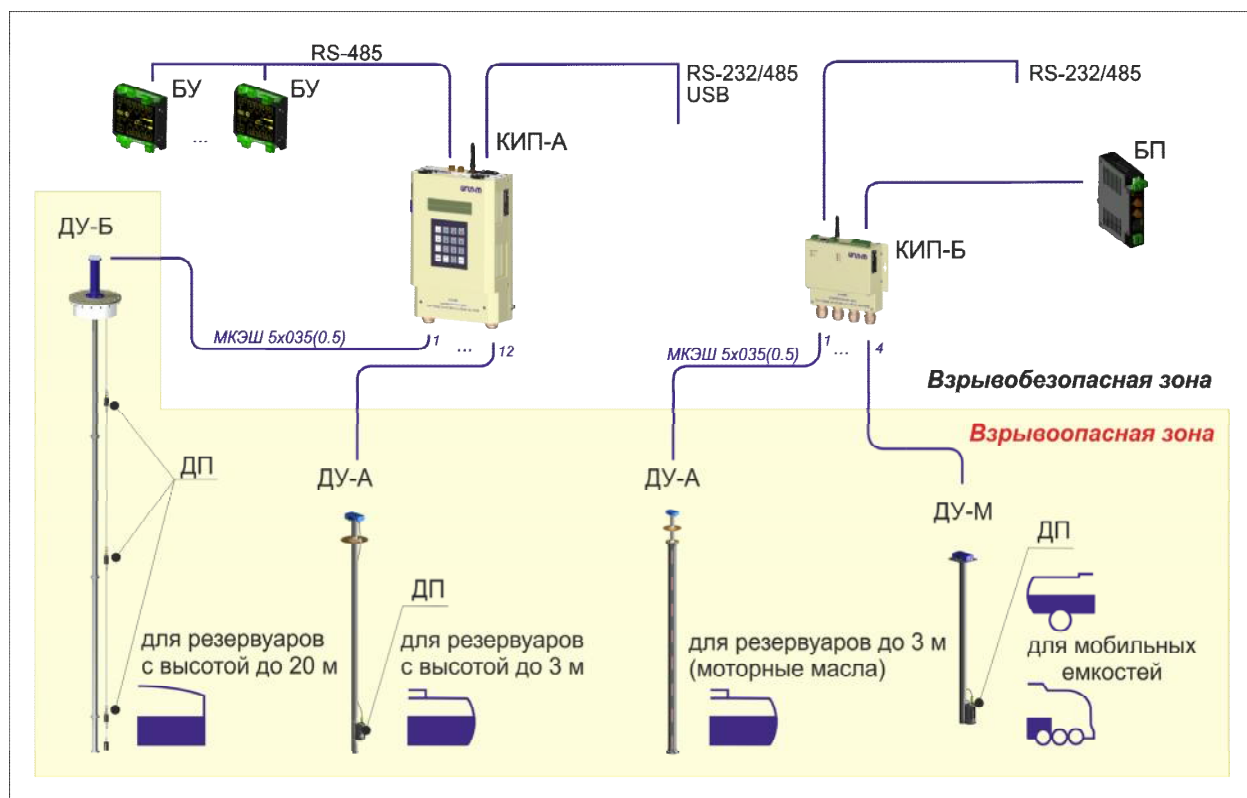 RS-485
БУ
БУ
...
RS-232/485
USB
RS-232/485
КИП-А
БП
КИП-Б
ДУ-Б
МКЭШ 5х035(0.5)
1
...
12
МКЭШ 5х035(0.5)
1
...
4
Взрывобезопасная зона
Взрывоопасная зона
ДП
ДУ-А
ДУ-А
ДУ-М
ДП
ДП
для резервуаров
с высотой до 20 м
для резервуаров
с высотой до 3 м
для резервуаров до 3 м
(моторные масла)
для мобильных
емкостей